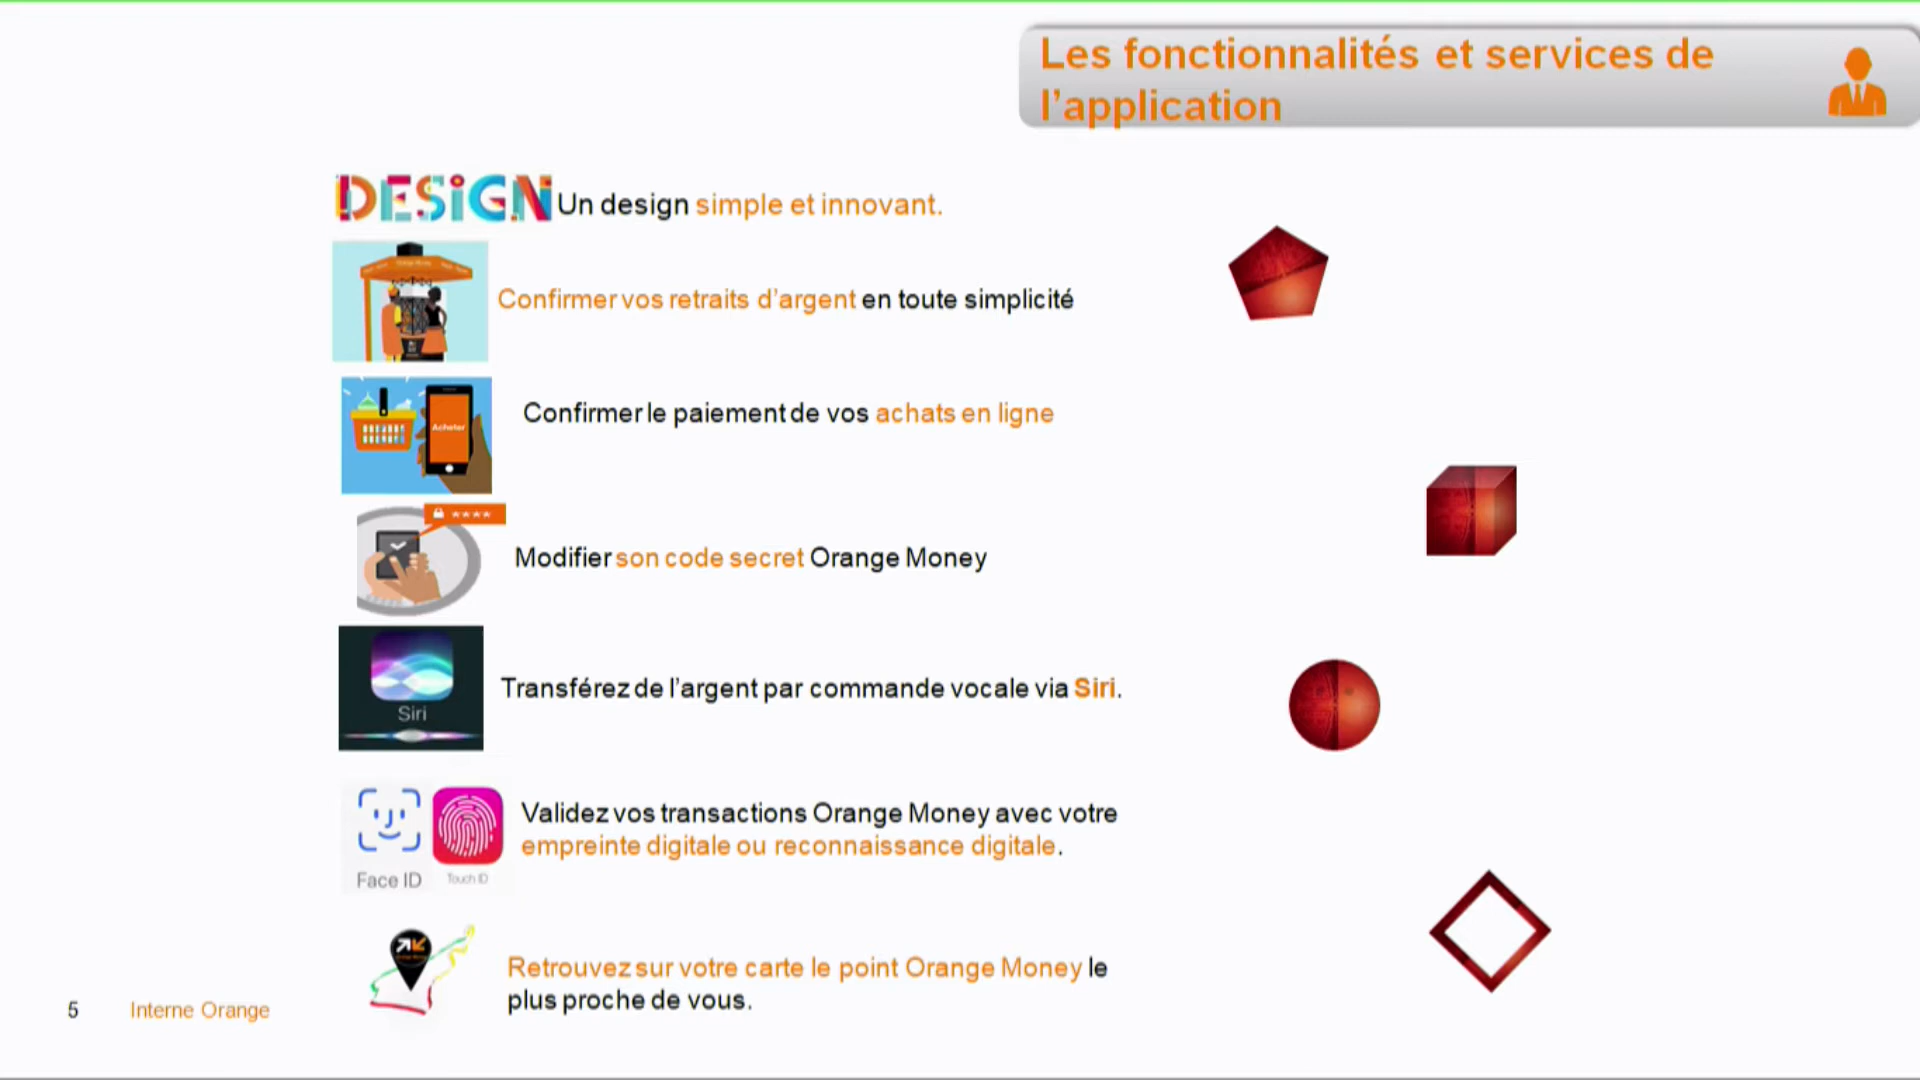 Les fonctionnalités et services de
l’application
DESiGN Un design simple et innovant.
Confirmer vos retraits d’argent en toute simplicité
Acheter
Confirmer le paiement de vos achats en ligne
****
Modifier son code secret Orange Money
Siri
Transférez de l’argent par commande vocale via Siri.
Validez vos transactions Orange Money avec votre
empreinte digitale ou reconnaissance digitale.
Face ID
Touch ID
Retrouvez sur votre carte le point Orange Money le
plus proche de vous.
5
Interne Orange